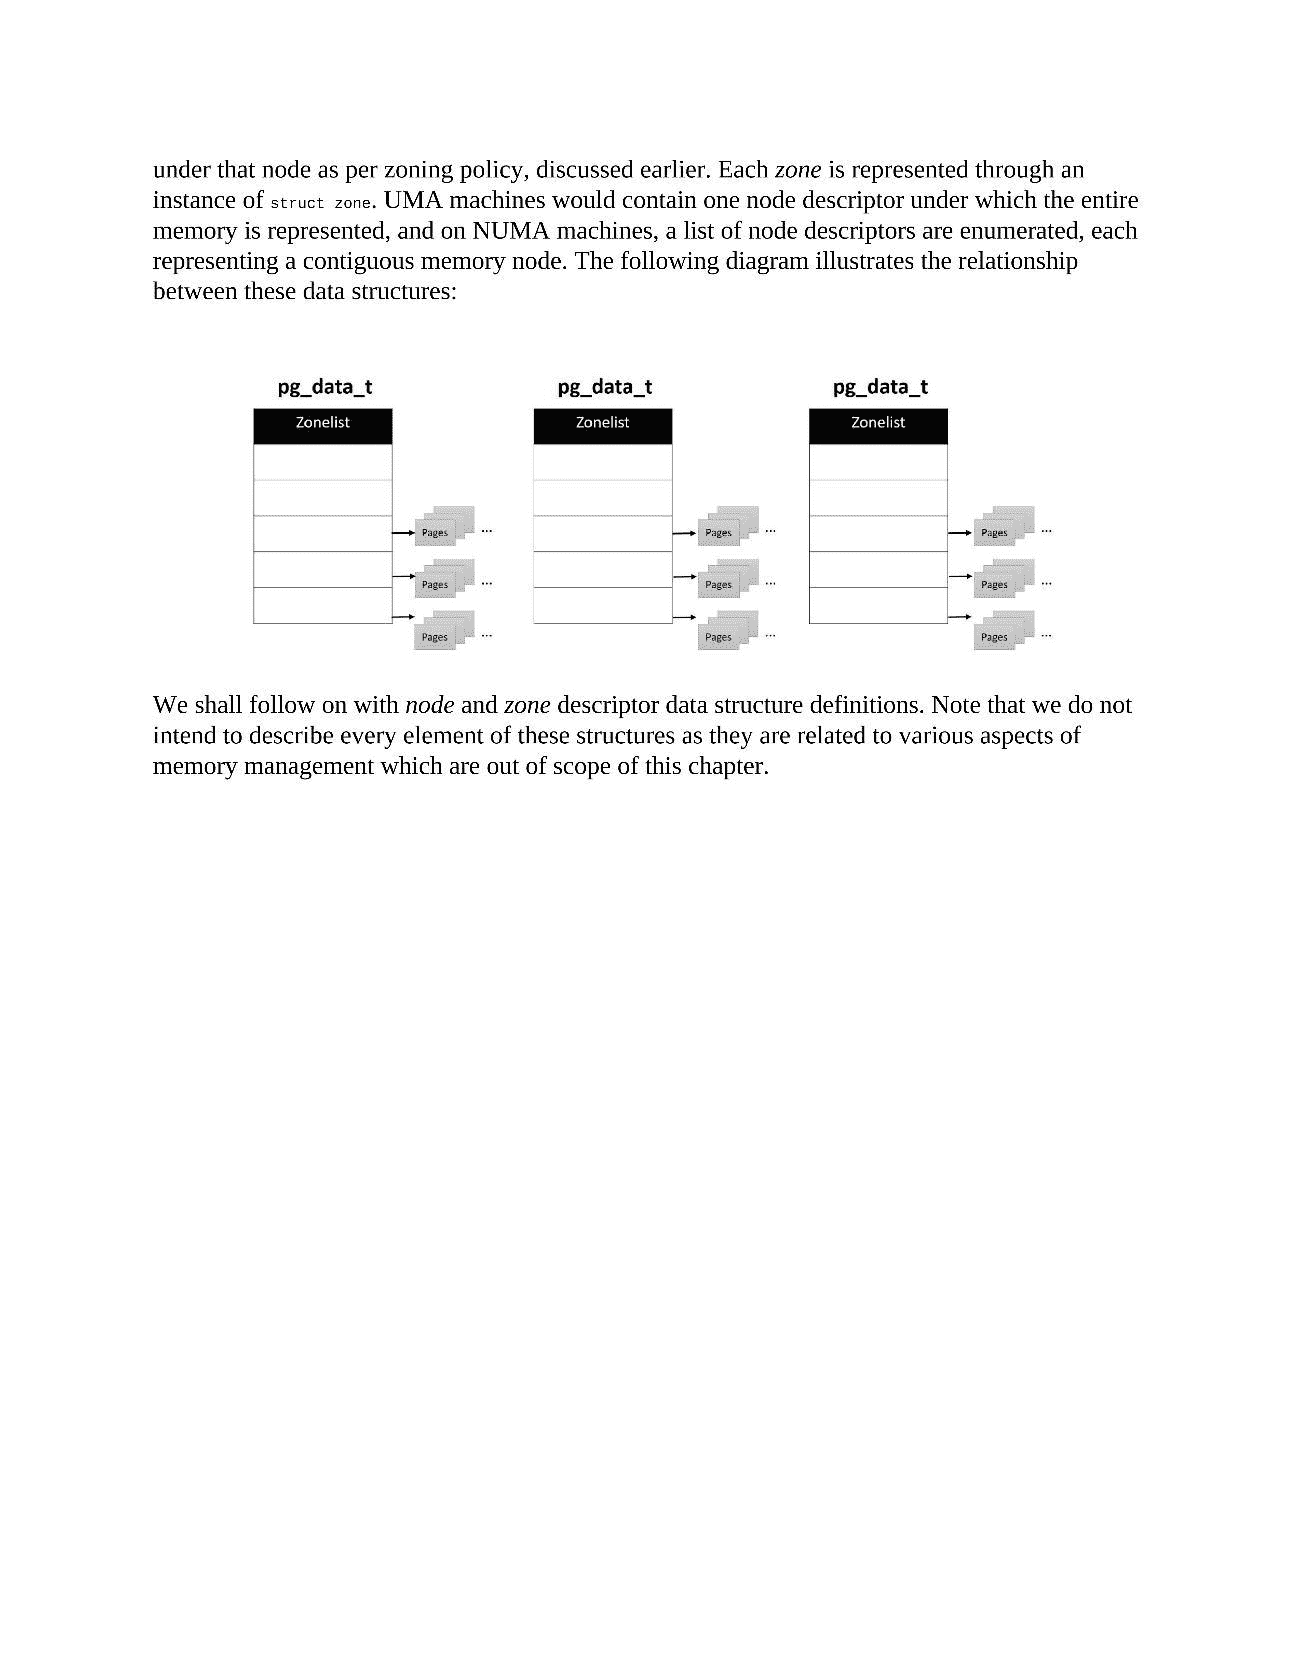 under that node as per zoning policy, discussed earlier. Each zone is represented through an
instance of struct zone. UMA machines would contain one node descriptor under which the entire
memory is represented, and on NUMA machines, a list of node descriptors are enumerated, each
representing a contiguous memory node. The following diagram illustrates the relationship
between these data structures:
pg_data_t pg_data_t pg_data_t
Zonelist Zonelist Zonelist
Pages ... Pages ... Pages ...
Pages ... Pages ... Pages ...
Pages ... Pages ... Pages ...
We shall follow on with node and zone descriptor data structure definitions. Note that we do not
intend to describe every element of these structures as they are related to various aspects of
memory management which are out of scope of this chapter.